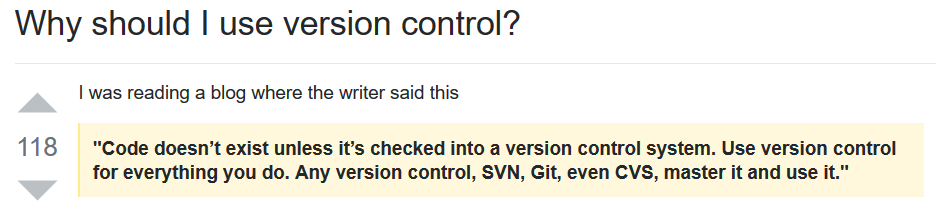 Why should I use version control?
I was reading a blog where the writer said this
118
"Code doesn’t exist unless it’s checked into a version control system. Use version control
for everything you do. Any version control, SVN, Git, even CVS, master it and use it."